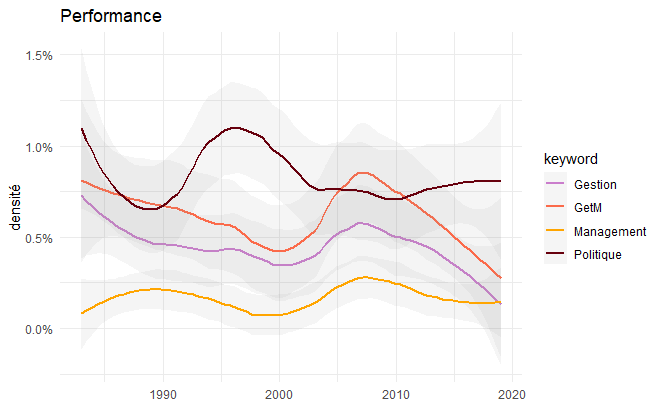 Performance
1.5%
1.0%
0.5%
0.0%
densité
1990
2000
2010
2020
keyword
Gestion
GetM
Management
Politique